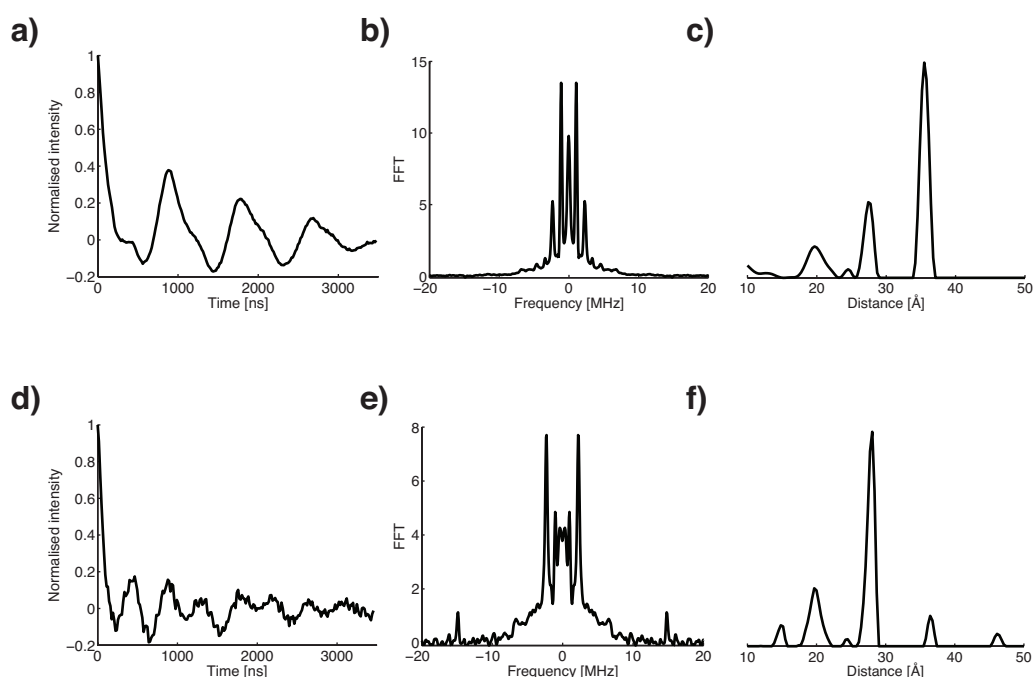 a)
b)
c)
Normalised intensity
1
0.8
0.6
0.4
0.2
0
−0.2
0 1000 2000 3000
Time [ns]
FFT
15
10
5
0
−20 −10 0 10 20
Frequency [MHz]
10 20 30 40 50
Distance [Å]
d)
e)
f)
Normalised intensity
1
0.8
0.6
0.4
0.2
0
−0.2
0 1000 2000 3000
Time [ns]
FFT
8
6
4
2
0
−20 −10 0 10 20
Frequency [MHz]
10 20 30 40 50
Distance [Å]